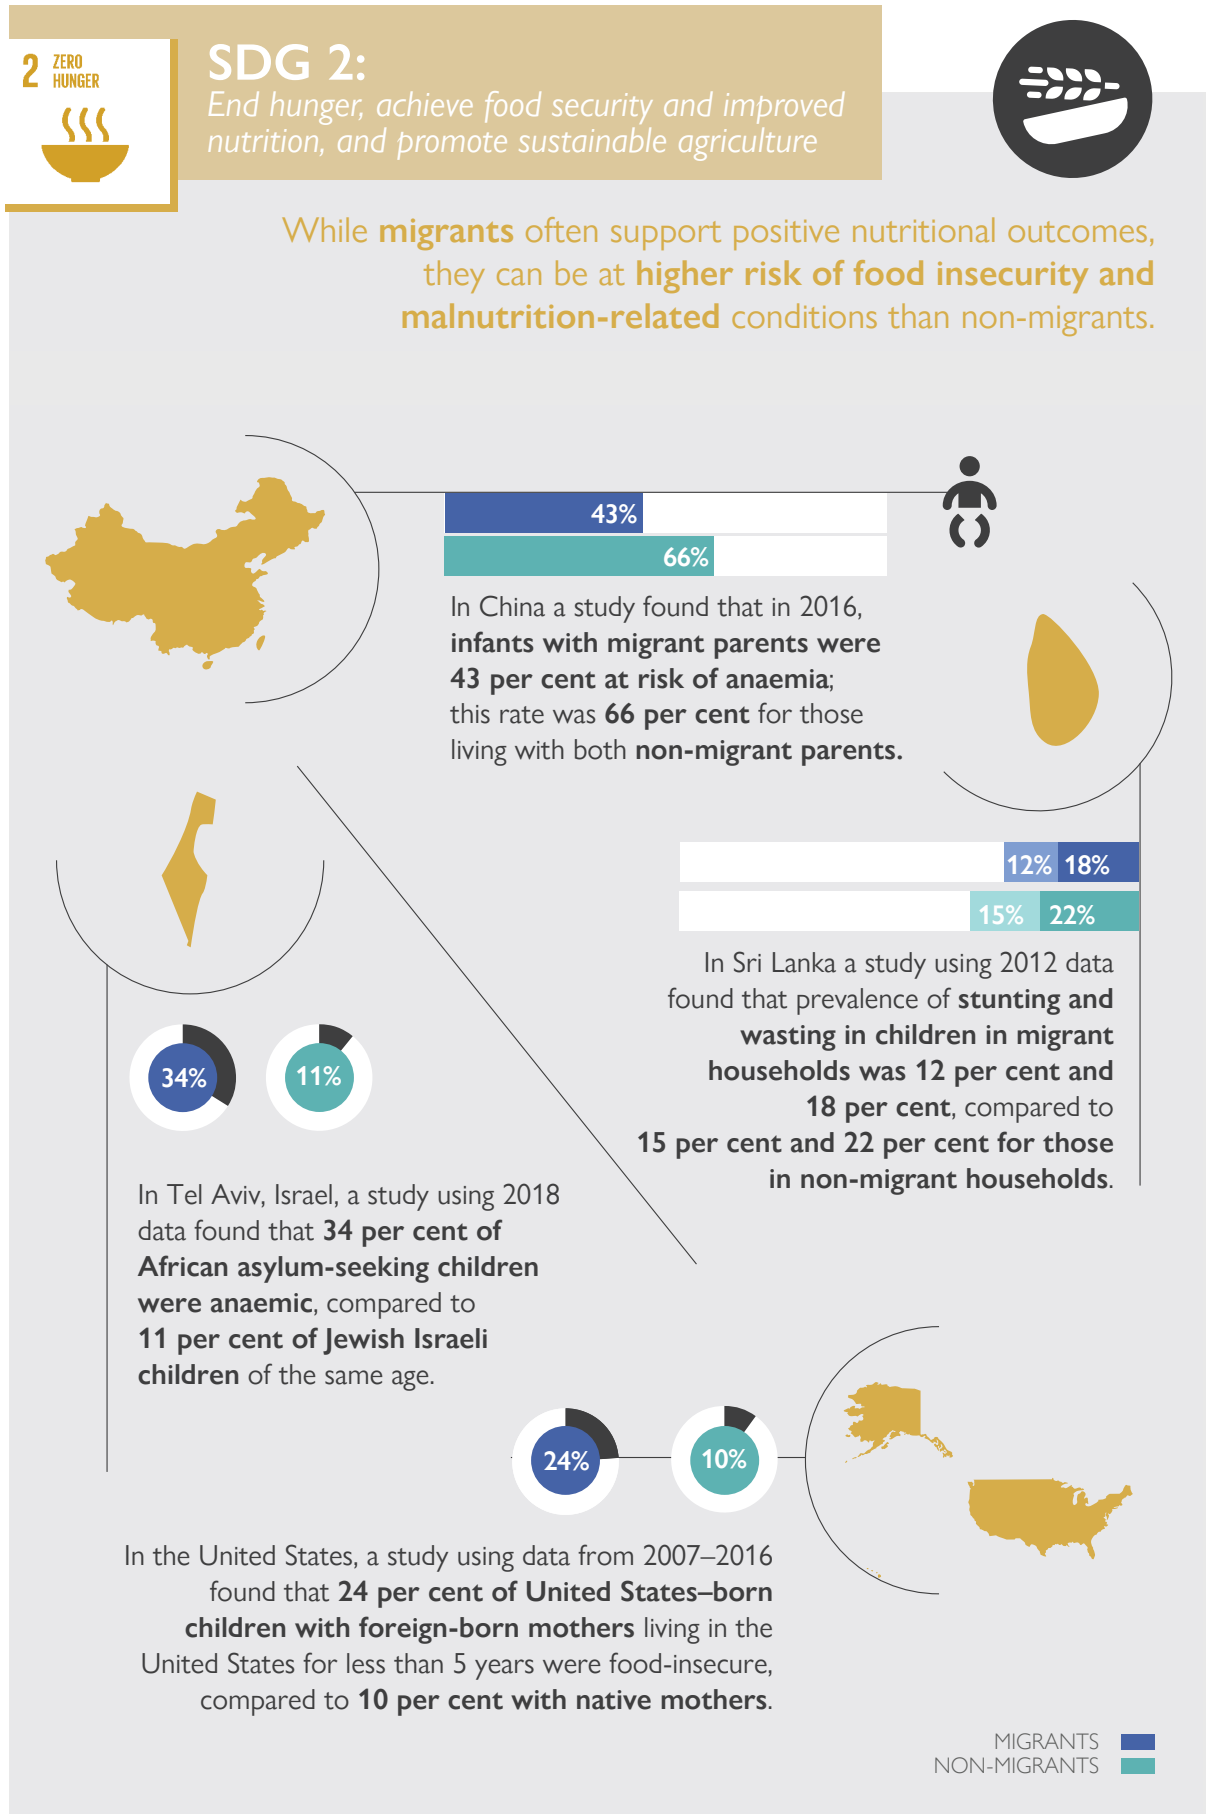 2 ZERO
HUNGER
SDG 2:
End hunger, achieve food security and improved
nutrition, and promote sustainable agriculture
While migrants often support positive nutritional outcomes,
they can be at higher risk of food insecurity and
malnutrition-related conditions than non-migrants.
43%
66%
In China a study found that in 2016,
infants with migrant parents were
43 per cent at risk of anaemia;
this rate was 66 per cent for those
living with both non-migrant parents.
12% 18%
15% 22%
In Sri Lanka a study using 2012 data
found that prevalence of stunting and
wasting in children in migrant
households was 12 per cent and
18 per cent, compared to
15 per cent and 22 per cent for those
in non-migrant households.
34% 11%
In Tel Aviv, Israel, a study using 2018
data found that 34 per cent of
African asylum-seeking children
were anaemic, compared to
11 per cent of Jewish Israeli
children of the same age.
24% 10%
In the United States, a study using data from 2007–2016
found that 24 per cent of United States–born
children with foreign-born mothers living in the
United States for less than 5 years were food-insecure,
compared to 10 per cent with native mothers.
MIGRANTS
NON-MIGRANTS